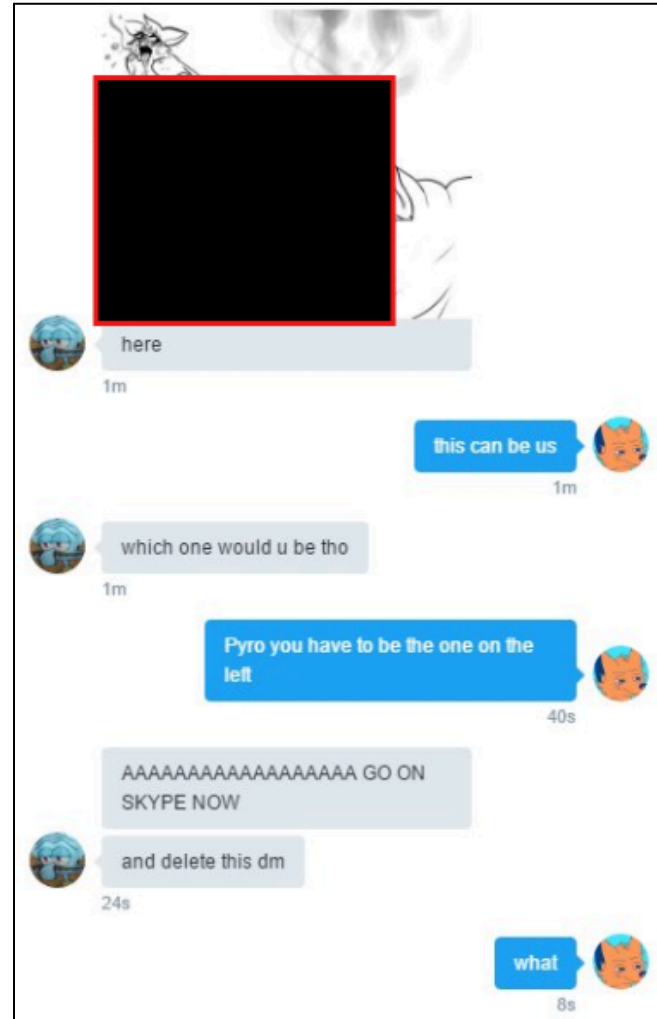 here
1m
this can be us
1m
which one would u be tho
1m
Pyro you have to be the one on the
left
40s
AAAAAAAAAAAAAAAAAA GO ON
SKYPE NOW
and delete this dm
24s
what
8s